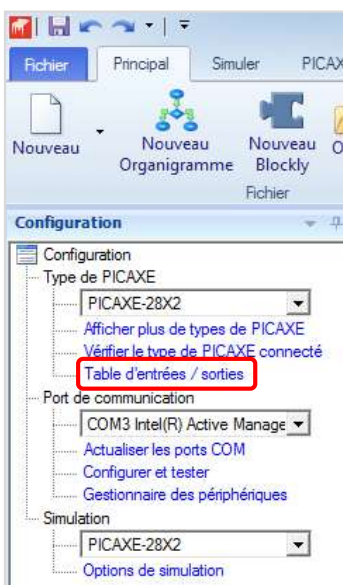 Fichier Principal Simuler PICAX
Nouveau Nouveau Nouveau O
Organigramme Blockly
Fichier
Configuration
Configuration
Type de PICAXE
PICAXE-28X2
Afficher plus de types de PICAXE
Vérifier le type de PICAXE connecté
Table d'entrées / sorties
Port de communication
COM3 Intel(R) Active Manage
Actualiser les ports COM
Configurer et tester
Gestionnaire des périphériques
Simulation
PICAXE-28X2
Options de simulation